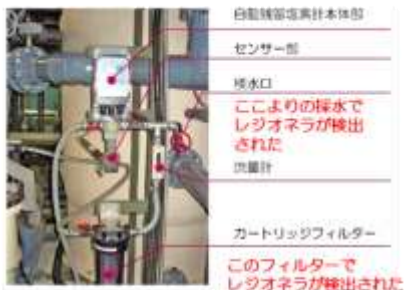 自動残留塩素計本体部
センサー部
採水口
ここよりの採水で
レジオネラが検出
された
流量計
カートリッジフィルター
このフィルターで
レジオネラが検出された